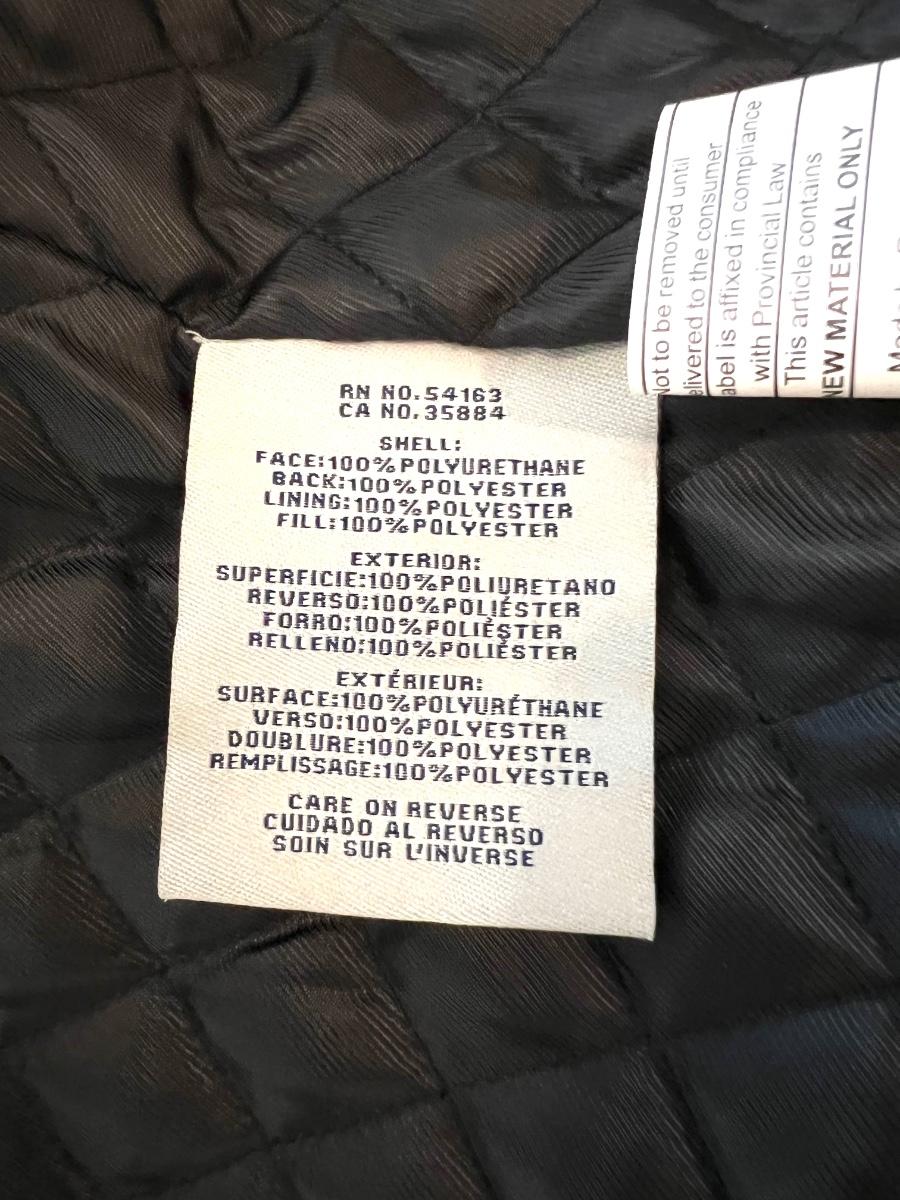 RN NO.54163
CA NO.35884
SHELL:
FACE:100%POLYURETHANE
BACK:100%POLYESTER
LINING:100%POLYESTER
FILL:100%POLYESTER
EXTERIOR:
SUPERFICIE:100%POLIURETANO
REVERSO:100%POLIÉSTER
FORRO:100%POLIÉSTER
RELLENO:100%POLIÉSTER
EXTÉRIEUR:
SURFACE:100%POLYURÉTHANE
VERSO:100%POLYESTER
DOUBLURE:100%POLYESTER
REMPLISSAGE:100%POLYESTER
CARE ON REVERSE
CUIDADO AL REVERSO
SOIN SUR L'INVERSE
to be removed until
to the consumer
is affixed in compliance
with Provincial Law
This article contains
NEW MATERIAL ONLY